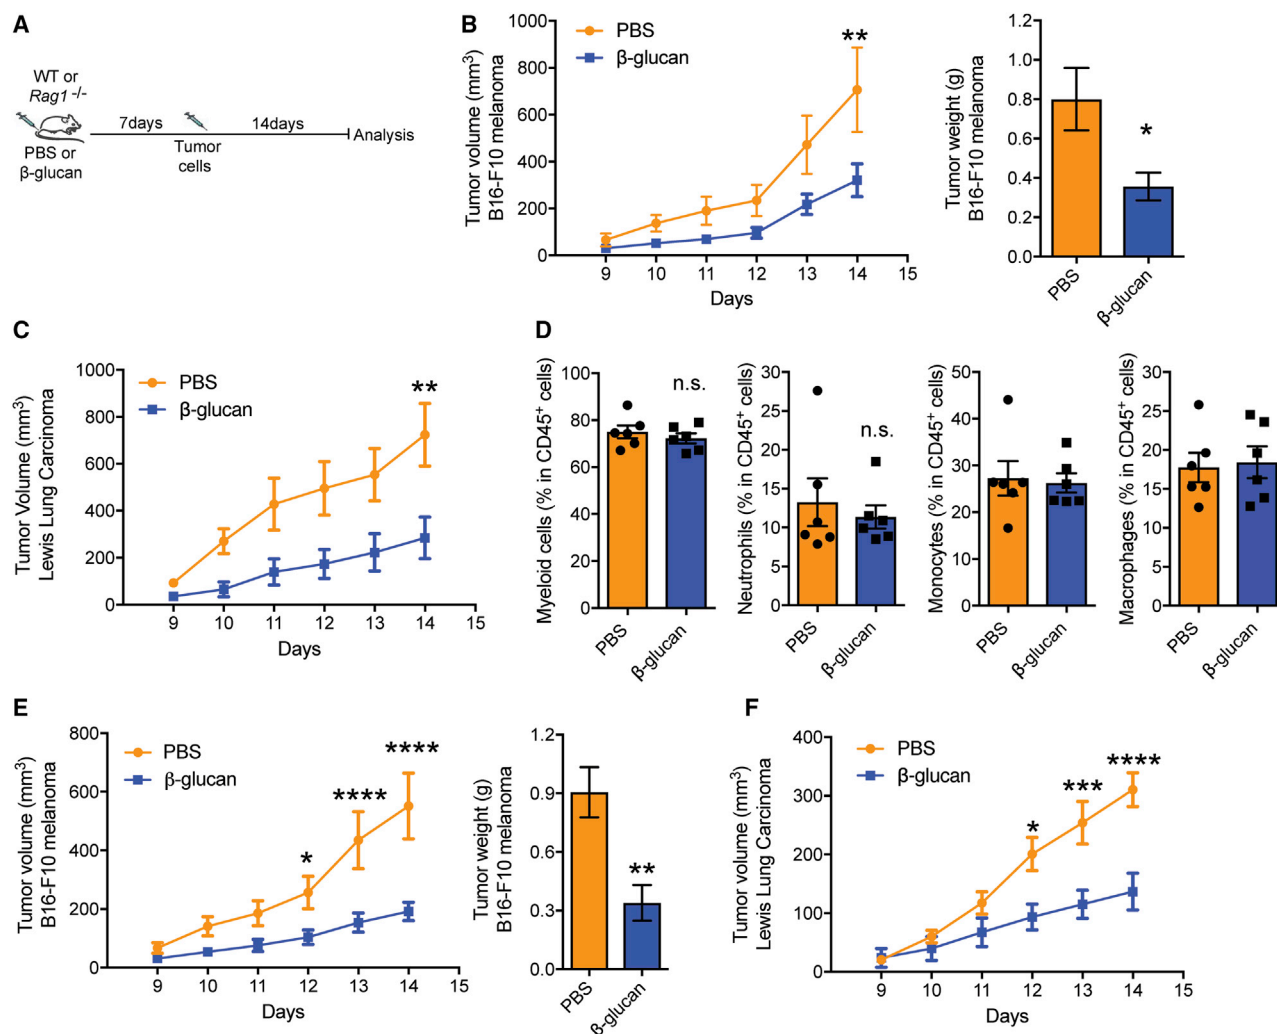 A
WT or
Rag1 -/-
PBS or
β-glucan
7days
Tumor
cells
14days
Analysis
B
Tumor volume (mm3)
B16-F10 melanoma
1000
800
600
400
200
0
PBS
β-glucan
**
9 10 11 12 13 14 15
Days
Tumor weight (g)
B16-F10 melanoma
1.2
1.0
0.8
0.6
0.4
0.2
0.0
*
PBS
β-glucan
C
Tumor Volume (mm3)
Lewis Lung Carcinoma
1000
800
600
400
200
0
PBS
β-glucan
**
9 10 11 12 13 14 15
Days
D
Myeloid cells (% in CD45+ cells)
100
80
60
40
20
0
n.s.
PBS
β-glucan
Neutrophils (% in CD45+ cells)
30
25
20
15
10
5
0
n.s.
PBS
β-glucan
Monocytes (% in CD45+ cells)
50
40
30
20
10
0
PBS
β-glucan
Macrophages (% in CD45+ cells)
30
25
20
15
10
5
0
PBS
β-glucan
E
Tumor volume (mm3)
B16-F10 melanoma
800
600
400
200
0
PBS
β-glucan
*
****
****
9 10 11 12 13 14 15
Days
Tumor weight (g)
B16-F10 melanoma
1.2
0.9
0.6
0.3
0.0
**
PBS
β-glucan
F
Tumor volume (mm3)
Lewis Lung Carcinoma
400
300
200
100
0
PBS
β-glucan
*
***
****
9 10 11 12 13 14 15
Days